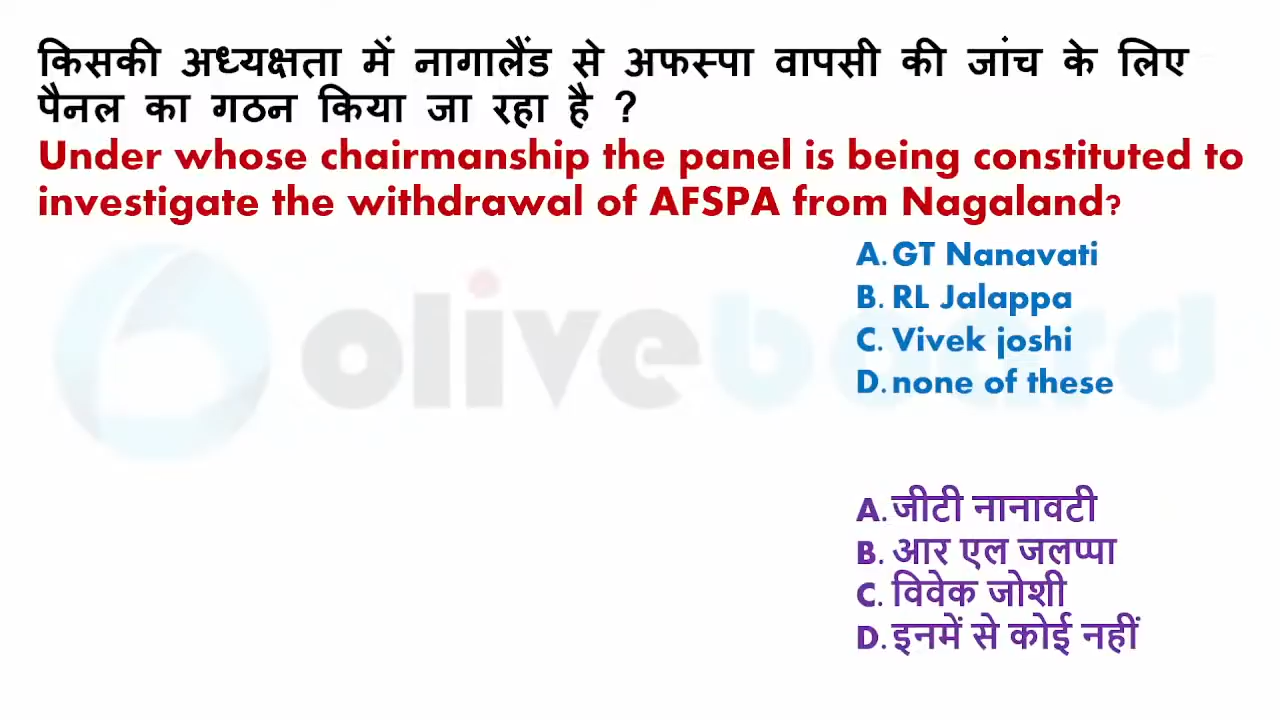 किसकी अध्यक्षता में नागालैंड से अफस्पा वापसी की जांच के लिए
पैनल का गठन किया जा रहा है ?
Under whose chairmanship the panel is being constituted to
investigate the withdrawal of AFSPA from Nagaland?
A. GT Nanavati
B. RL Jalappa
C. Vivek joshi
D. none of these
oliveboard
A. जीटी नानावटी
B. आर एल जलप्पा
C. विवेक जोशी
D. इनमें से कोई नहीं